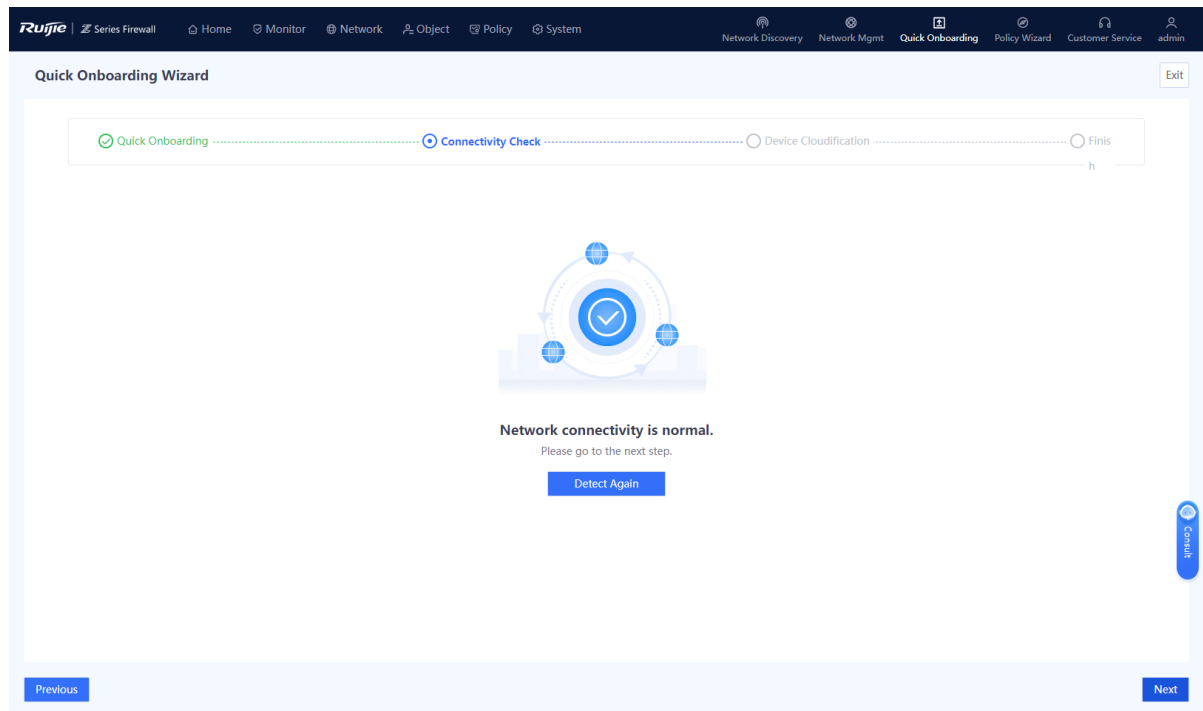 Ruijie | Z Series Firewall Home Monitor Network Object Policy System Network Discovery Network Mgmt Quick Onboarding Policy Wizard Customer Service admin
Quick Onboarding Wizard Exit
Quick Onboarding Connectivity Check Device Cloudification Finis
h
Network connectivity is normal.
Please go to the next step.
Detect Again
Consult
Previous Next